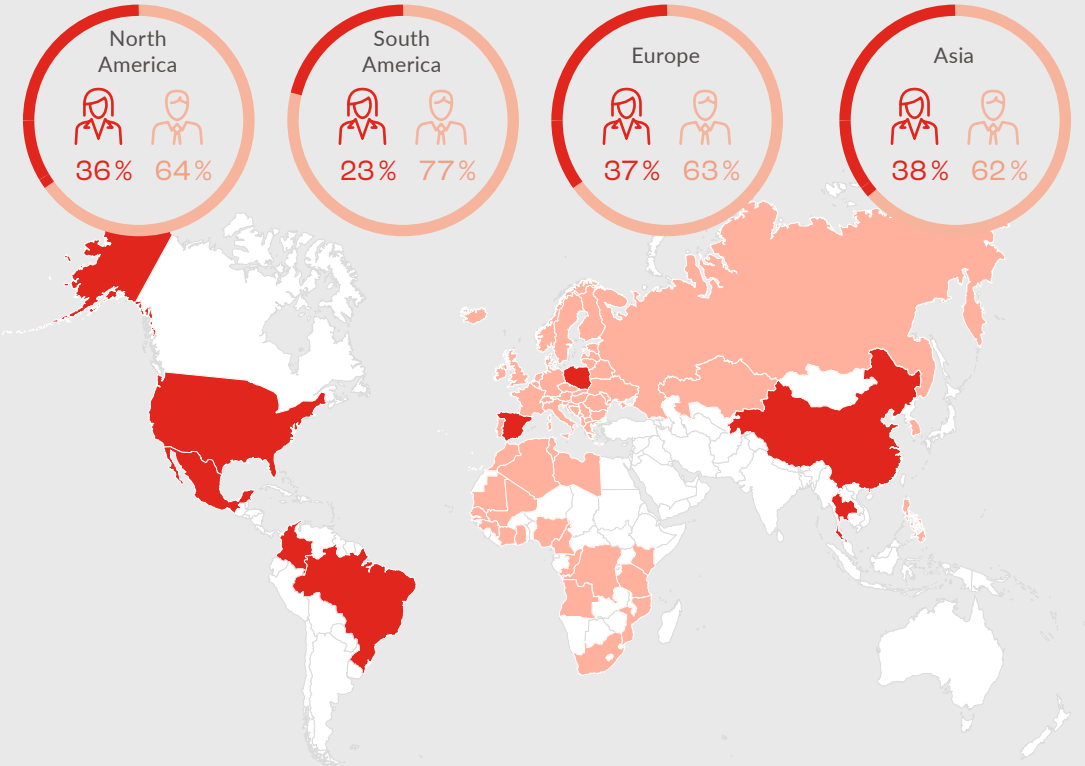 North
America
36% 64%
South
America
23% 77%
Europe
37% 63%
Asia
38% 62%